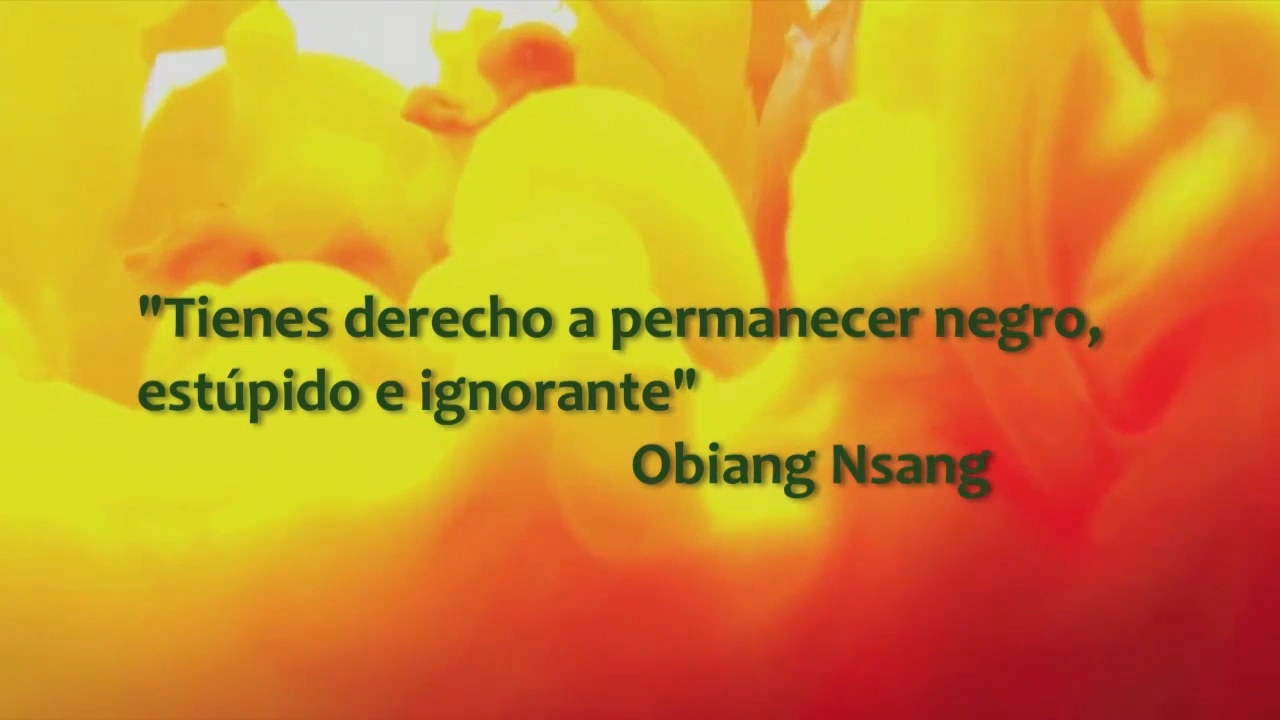 "Tienes derecho a permanecer negro,
estúpido e ignorante"
Obiang Nsang